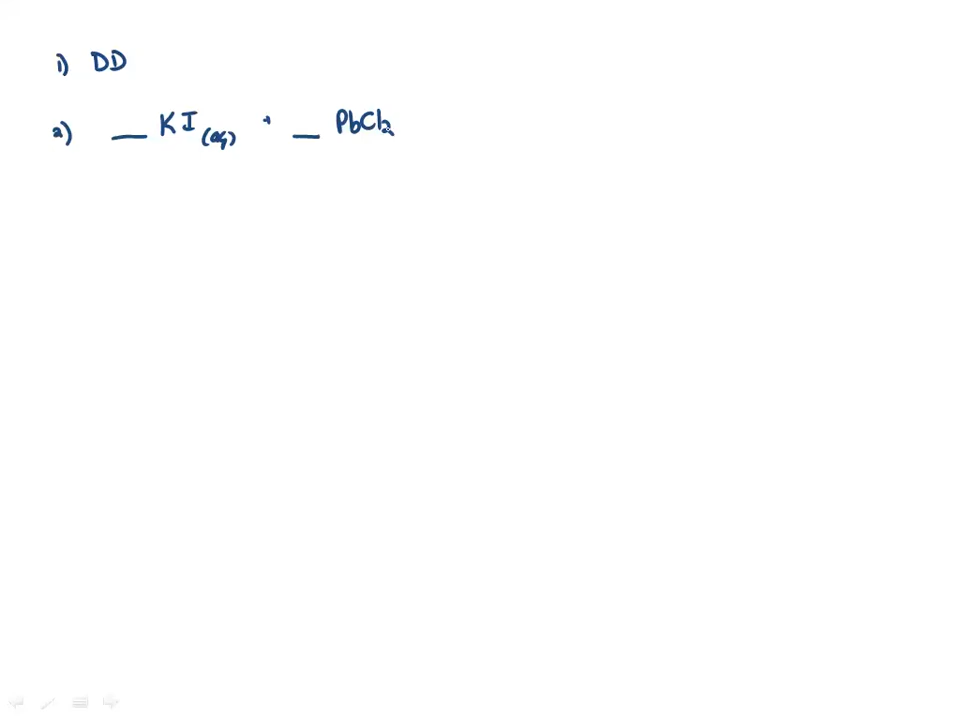 1) DD
2) __ KI(aq) + __ PbCl2